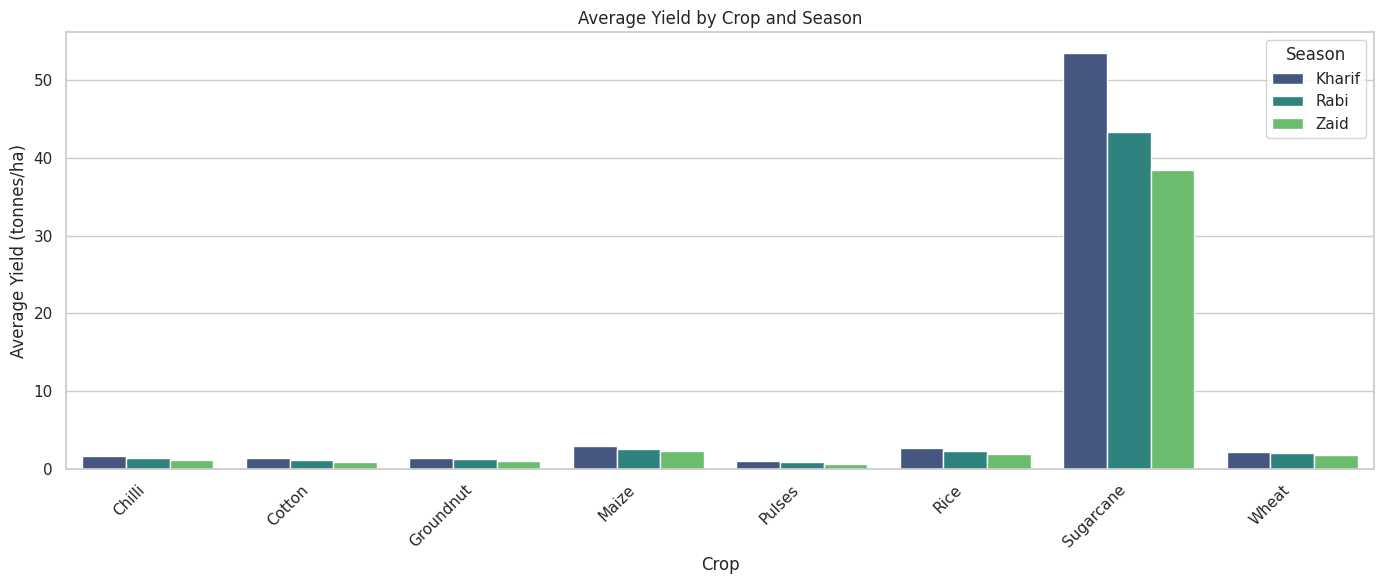 Average Yield by Crop and Season
Season
Kharif
Rabi
Zaid
Average Yield (tonnes/ha)
50
40
30
20
10
0
Chilli
Cotton
Groundnut
Maize
Pulses
Rice
Sugarcane
Wheat
Crop